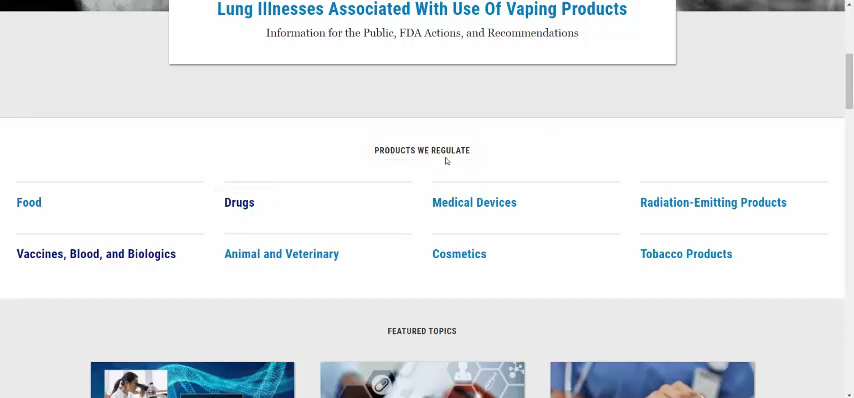 Lung Illnesses Associated With Use Of Vaping Products
Information for the Public, FDA Actions, and Recommendations
PRODUCTS WE REGULATE
Food
Drugs
Medical Devices
Radiation-Emitting Products
Vaccines, Blood, and Biologics
Animal and Veterinary
Cosmetics
Tobacco Products
FEATURED TOPICS